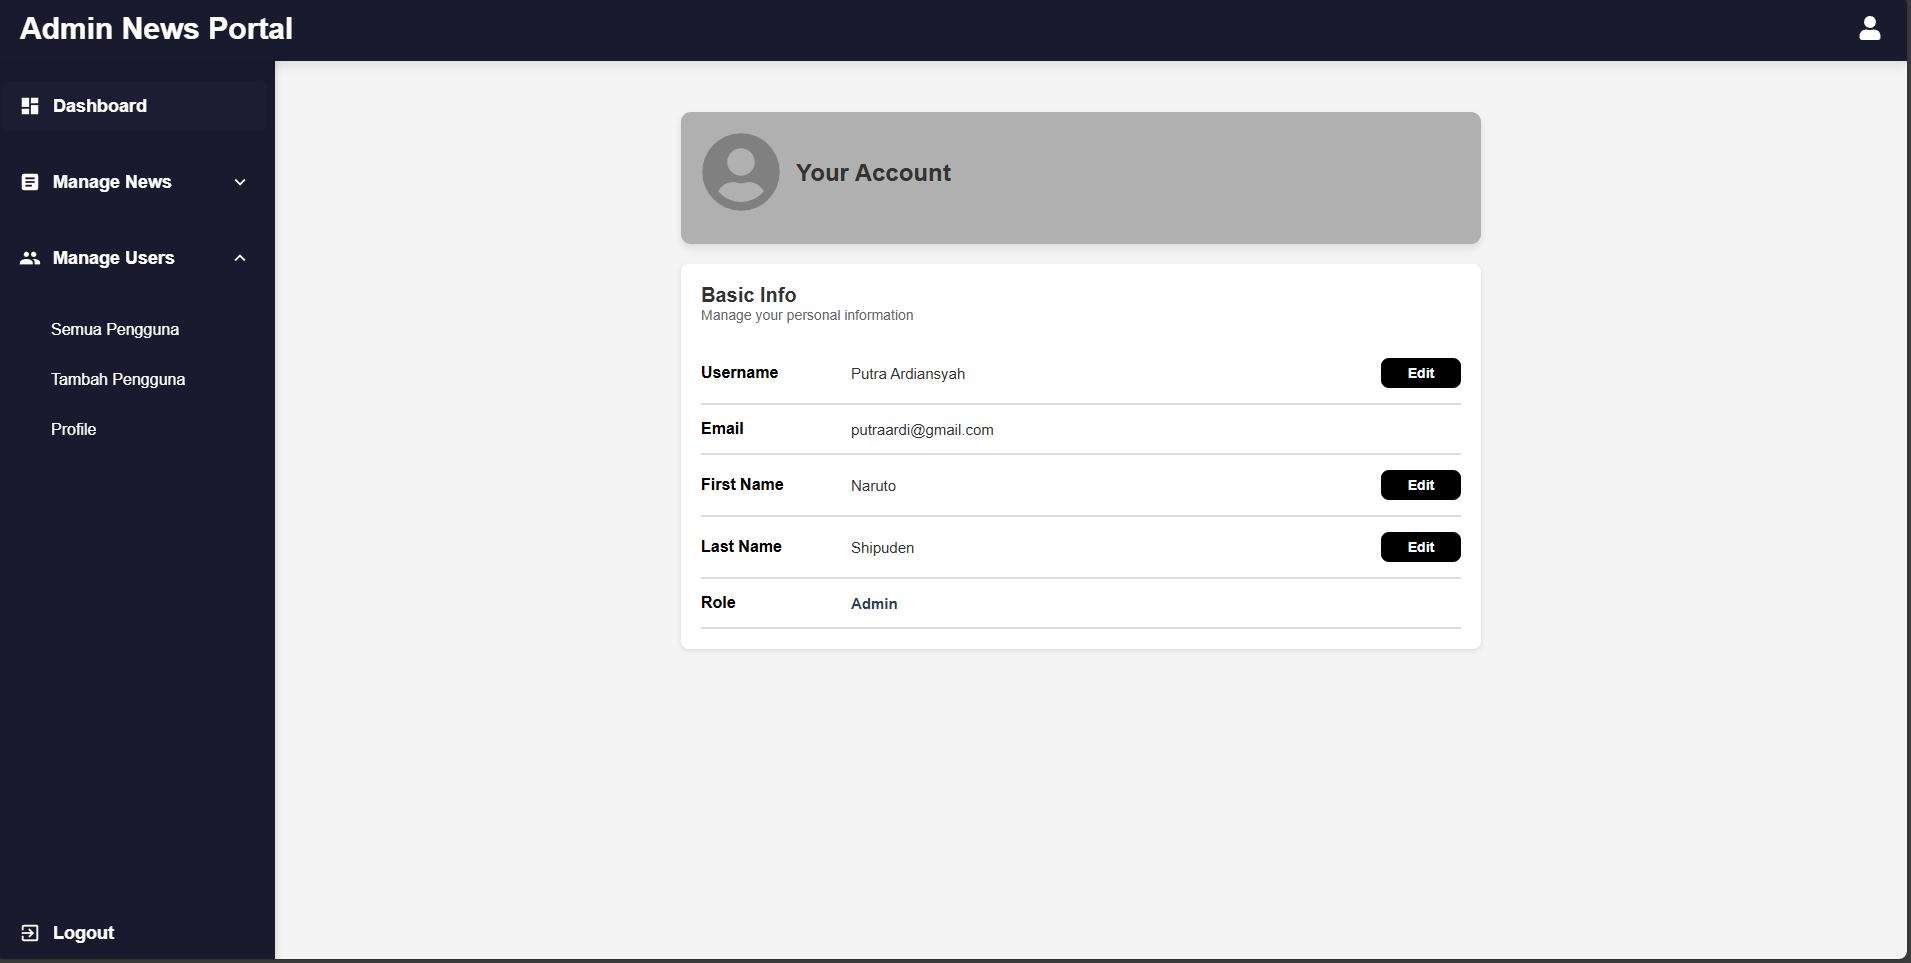 Admin News Portal
Dashboard
Manage News
Manage Users
Semua Pengguna
Tambah Pengguna
Profile
Logout
Your Account
Basic Info
Manage your personal information
Username Putra Ardiansyah Edit
Email putraardi@gmail.com
First Name Naruto Edit
Last Name Shipuden Edit
Role Admin